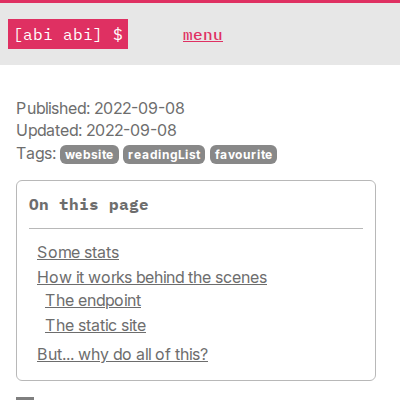 [abi abi] $ menu
Published: 2022-09-08
Updated: 2022-09-08
Tags: website readingList favourite
On this page
Some stats
How it works behind the scenes
The endpoint
The static site
But... why do all of this?